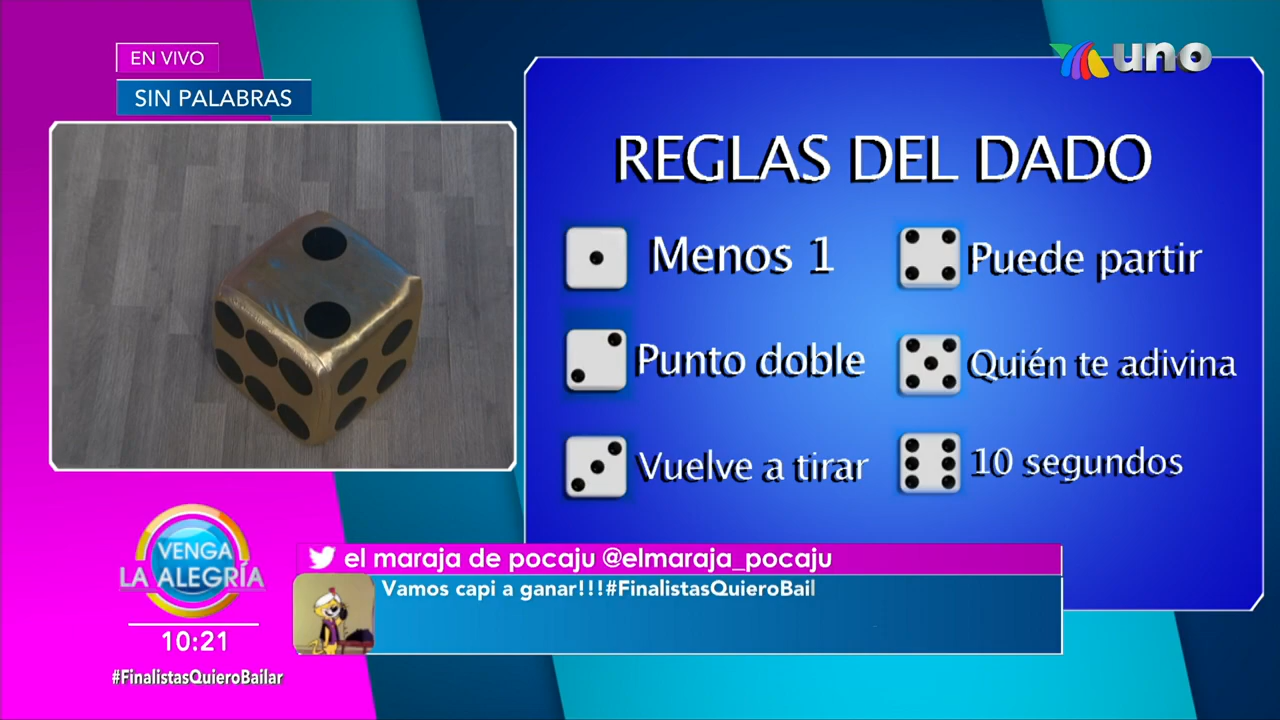 EN VIVO
SIN PALABRAS
uno
REGLAS DEL DADO
Menos 1
Punto doble
Vuelve a tirar
Puede partir
Quién te adivina
10 segundos
el maraja de pocaju @elmaraja_pocaju
Vamos capi a ganar!!!#FinalistasQuieroBail
VENGA
LA ALEGRÍA
10:21
#FinalistasQuieroBailar